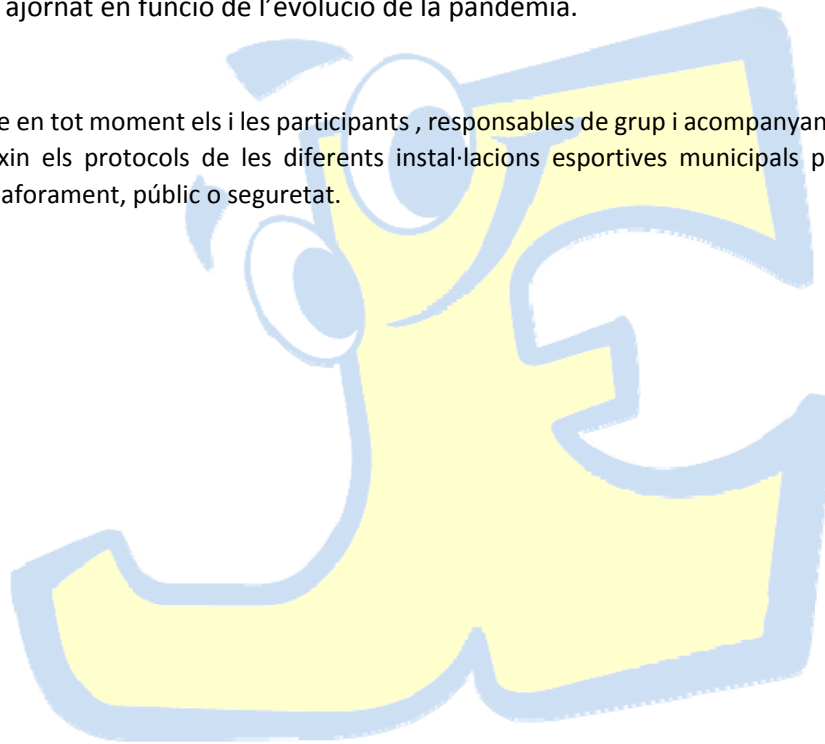 ajornat en funció de l'evolució de la pandèmia.
e en tot moment els i les participants , responsables de grup i acompanyan
xin els protocols de les diferents instal·lacions esportives municipals p
aforament, públic o seguretat.
JE